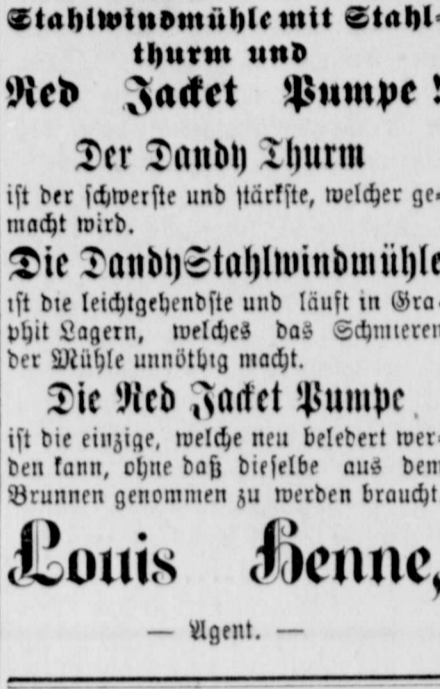 Stahlwindmühle mit Stahl-
thurm und
Red Jacket Pumpe!
Der Dandy Thurm
ist der schwerste und stärkste, welcher ge-
macht wird.
Die Dandy Stahlwindmühle
ist die leichtgehendste und läuft in Gra-
phit Lagern, welches das Schmieren
der Mühle unnöthig macht.
Die Red Jacket Pumpe
ist die einzige, welche neu beledert wer-
den kann, ohne daß dieselbe aus dem
Brunnen genommen zu werden braucht
Louis Henne,
— Agent. —